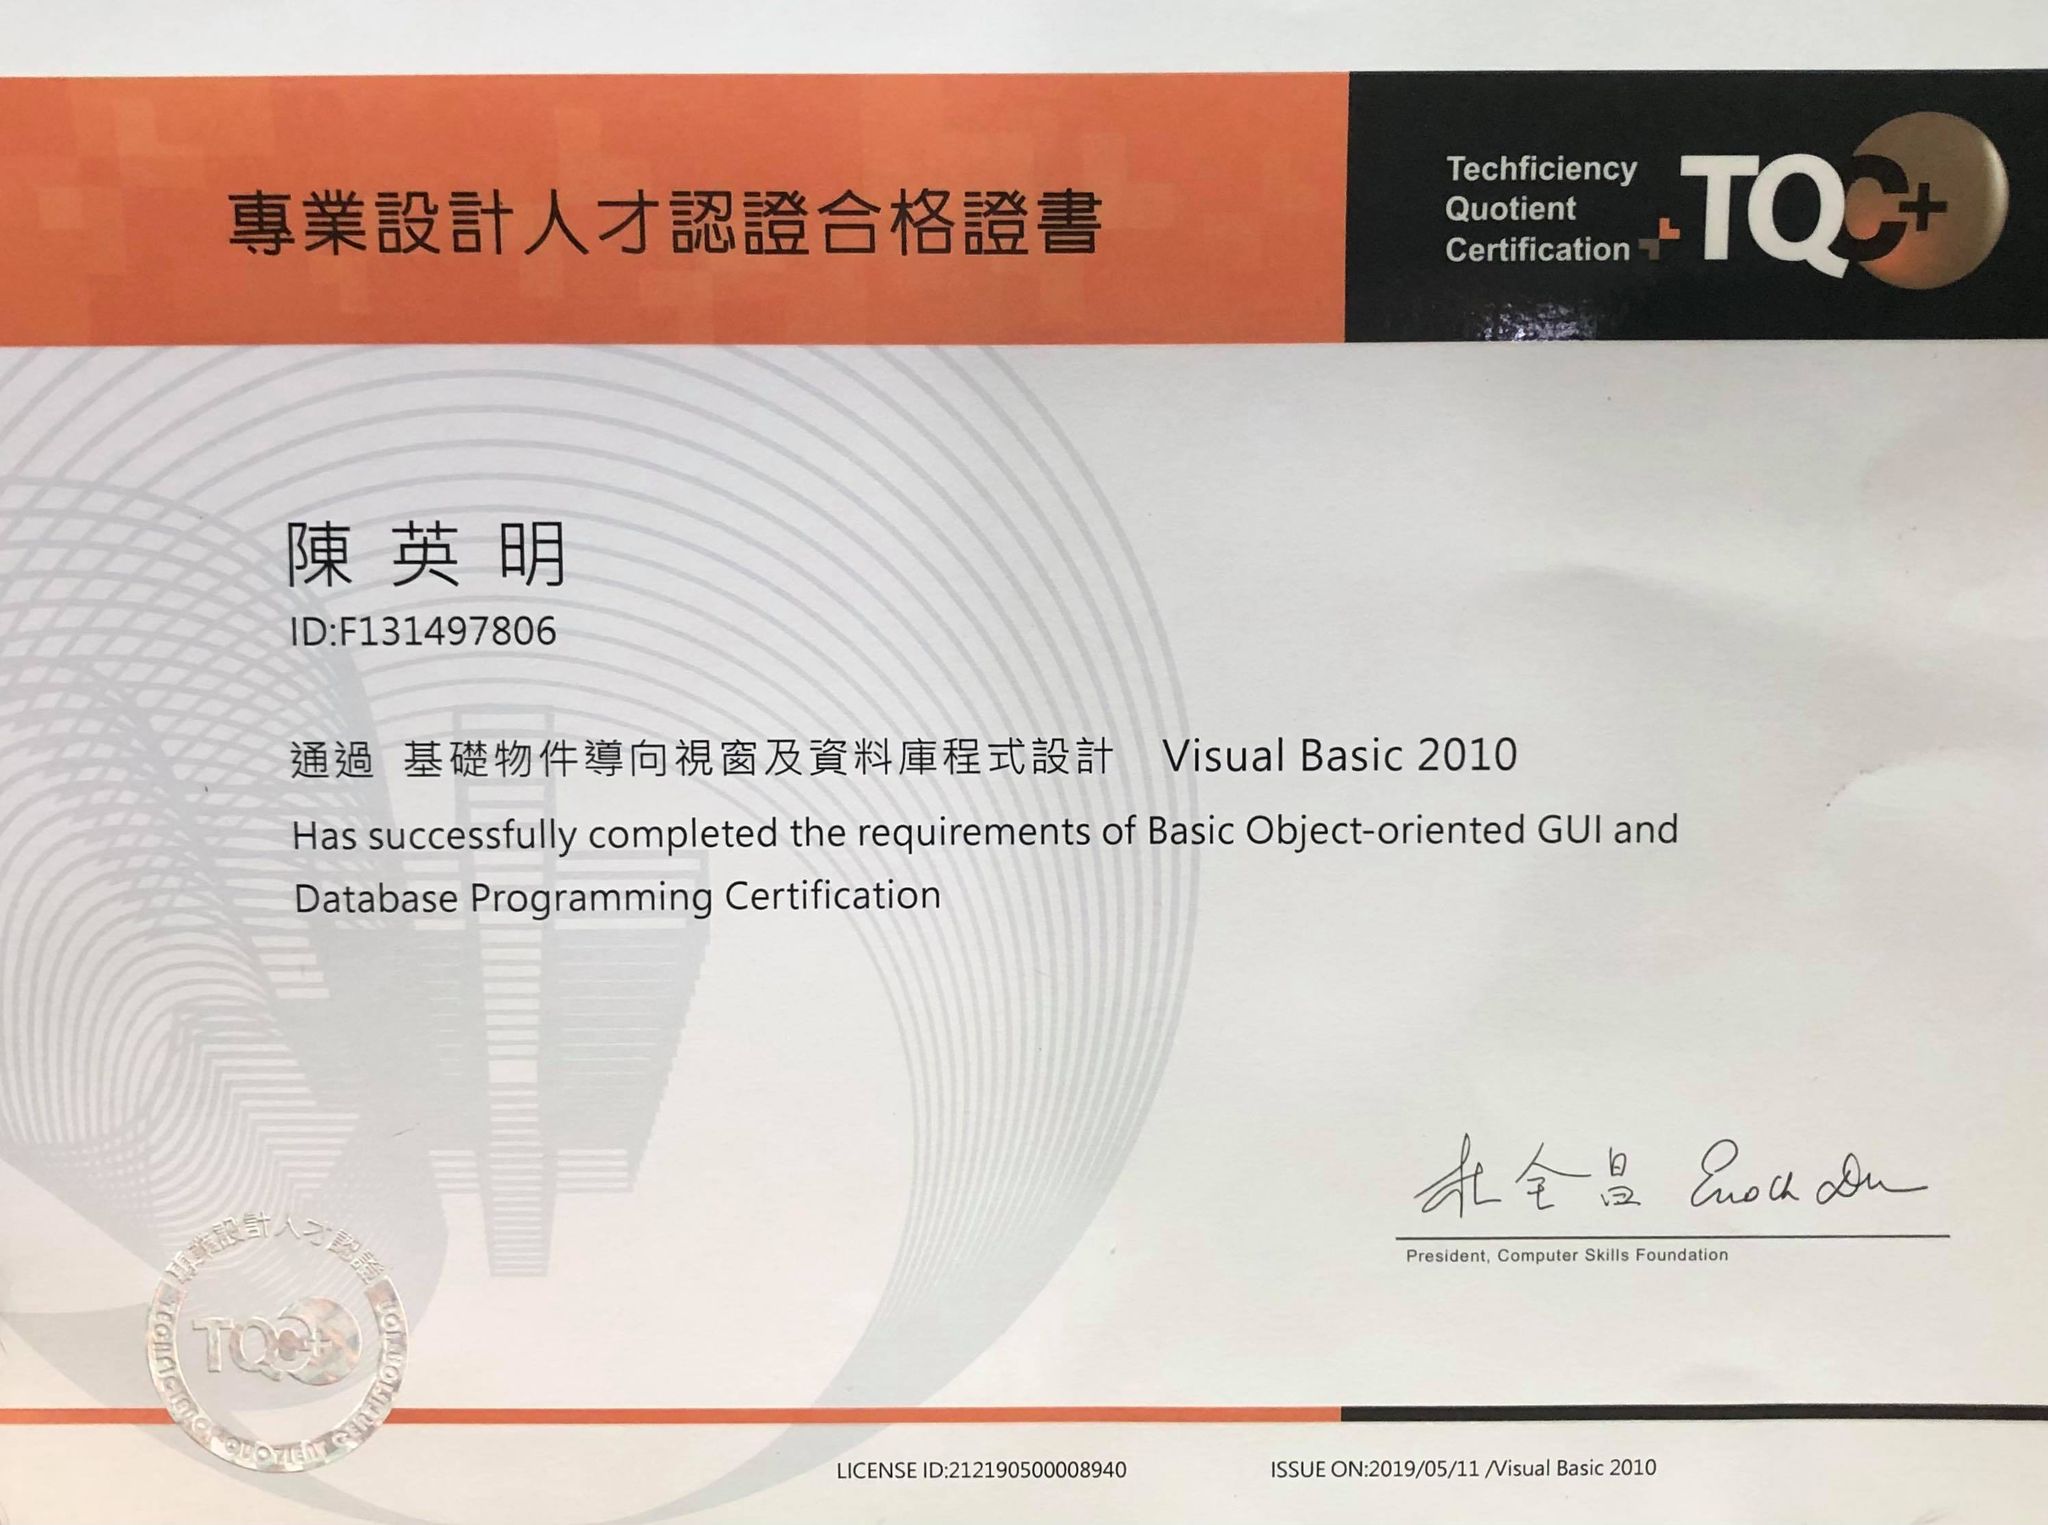 專業設計人才認證合格證書
Techficiency
Quotient
Certification
TQC+
陳英明
ID:F131497806
通過 基礎物件導向視窗及資料庫程式設計 Visual Basic 2010
Has successfully completed the requirements of Basic Object-oriented GUI and
Database Programming Certification
杜全昌 Enoch Du
President, Computer Skills Foundation
專業設計人才認證
TQC+
LICENSE ID:212190500008940
ISSUE ON:2019/05/11 /Visual Basic 2010